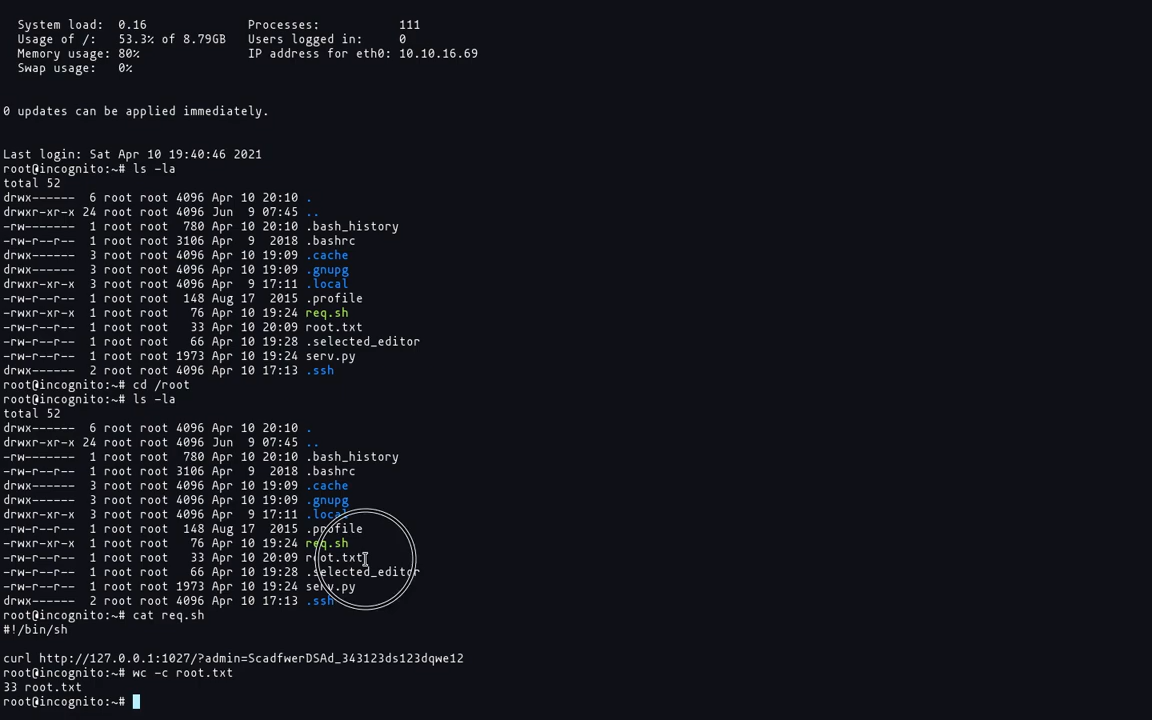 System load:  0.16               Processes:           111
Usage of /:   53.3% of 8.79GB   Users logged in:     0
Memory usage: 80%               IP address for eth0: 10.10.16.69
Swap usage:   0%
0 updates can be applied immediately.
Last login: Sat Apr 10 19:40:46 2021
root@incognito:~# ls -la
total 52
drwx------  6 root root 4096 Apr 10 20:10 .
drwxr-xr-x 24 root root 4096 Jun  9 07:45 ..
-rw-------  1 root root  780 Apr 10 20:10 .bash_history
-rw-r--r--  1 root root 3106 Apr  9  2018 .bashrc
drwx------  3 root root 4096 Apr 10 19:09 .cache
drwx------  3 root root 4096 Apr 10 19:09 .gnupg
drwxr-xr-x  3 root root 4096 Apr  9 17:11 .local
-rw-r--r--  1 root root  148 Aug 17  2015 .profile
-rwxr-xr-x  1 root root   76 Apr 10 19:24 req.sh
-rw-r--r--  1 root root   33 Apr 10 20:09 root.txt
-rw-r--r--  1 root root   66 Apr 10 19:28 .selected_editor
-rw-r--r--  1 root root 1973 Apr 10 19:24 serv.py
drwx------  2 root root 4096 Apr 10 17:13 .ssh
root@incognito:~# cd /root
root@incognito:~# ls -la
total 52
drwx------  6 root root 4096 Apr 10 20:10 .
drwxr-xr-x 24 root root 4096 Jun  9 07:45 ..
-rw-------  1 root root  780 Apr 10 20:10 .bash_history
-rw-r--r--  1 root root 3106 Apr  9  2018 .bashrc
drwx------  3 root root 4096 Apr 10 19:09 .cache
drwx------  3 root root 4096 Apr 10 19:09 .gnupg
drwxr-xr-x  3 root root 4096 Apr  9 17:11 .local
-rw-r--r--  1 root root  148 Aug 17  2015 .profile
-rwxr-xr-x  1 root root   76 Apr 10 19:24 req.sh
-rw-r--r--  1 root root   33 Apr 10 20:09 root.txt
-rw-r--r--  1 root root   66 Apr 10 19:28 .selected_editor
-rw-r--r--  1 root root 1973 Apr 10 19:24 serv.py
drwx------  2 root root 4096 Apr 10 17:13 .ssh
root@incognito:~# cat req.sh
#!/bin/sh
curl http://127.0.0.1:1027/?admin=ScadfwerDSAd_343123ds123dqwe12
root@incognito:~# wc -c root.txt
33 root.txt
root@incognito:~#